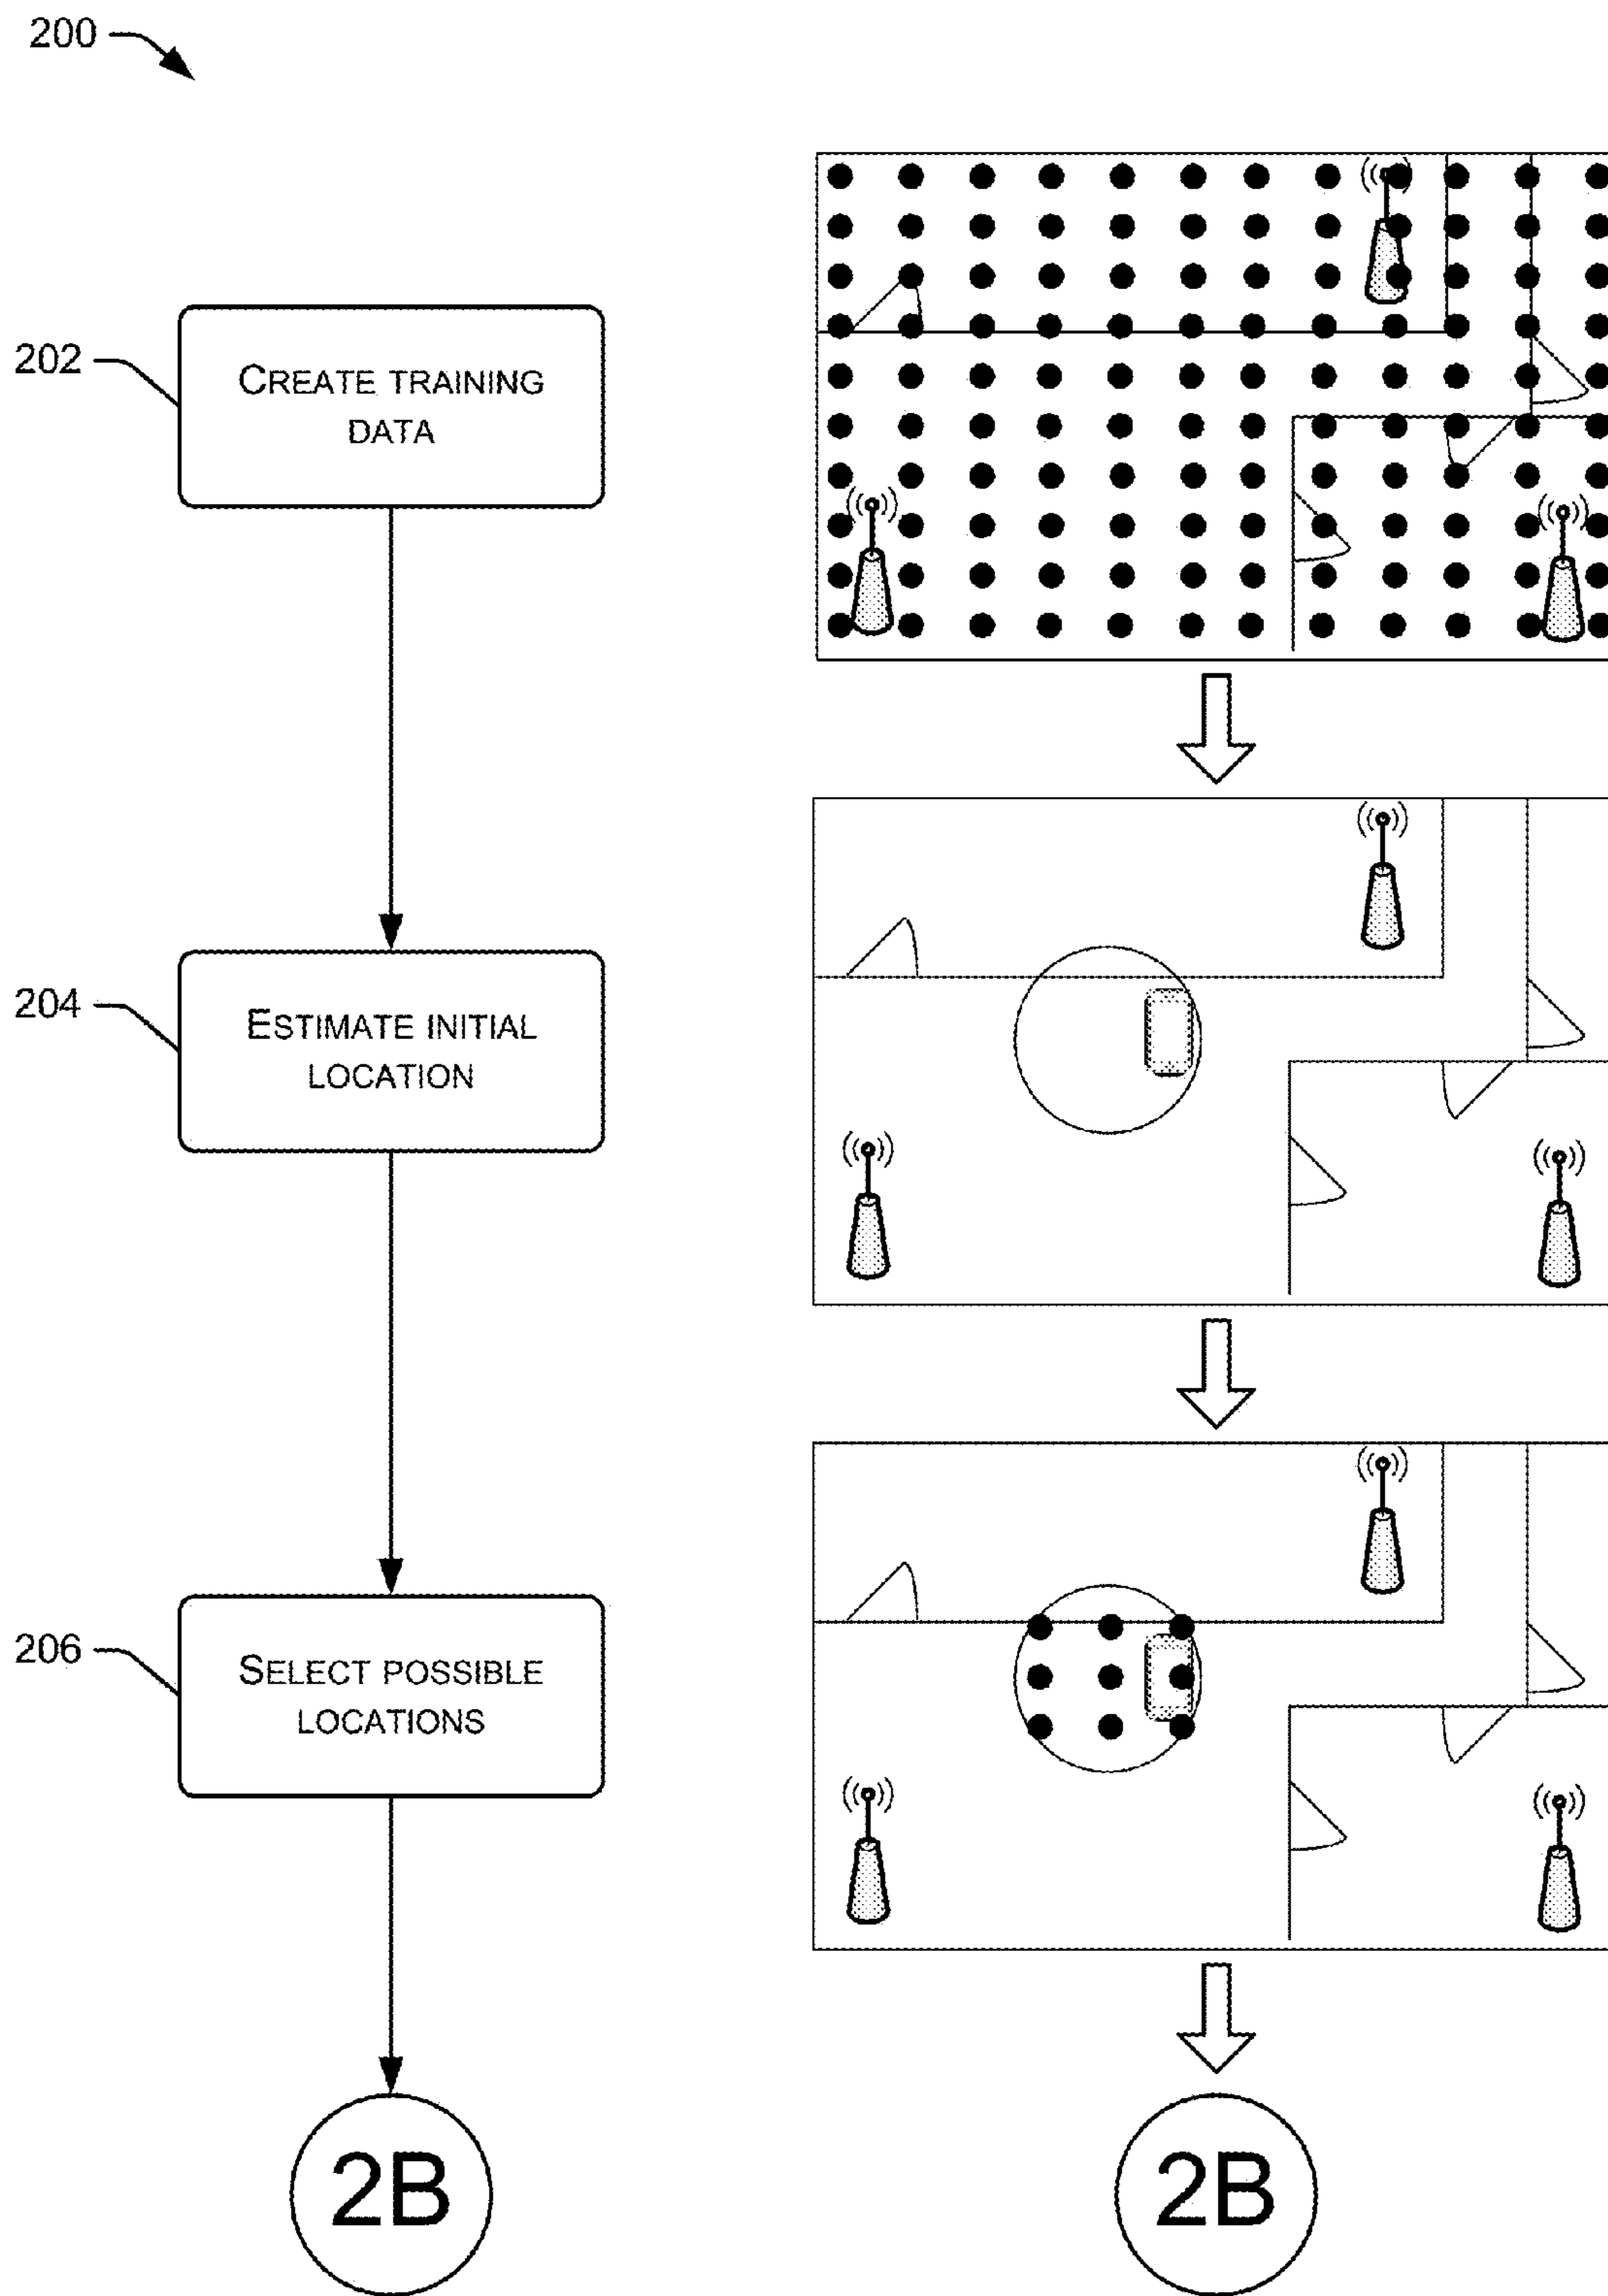 200
202
CREATE TRAINING
DATA
204
ESTIMATE INITIAL
LOCATION
206
SELECT POSSIBLE
LOCATIONS
2B
2B